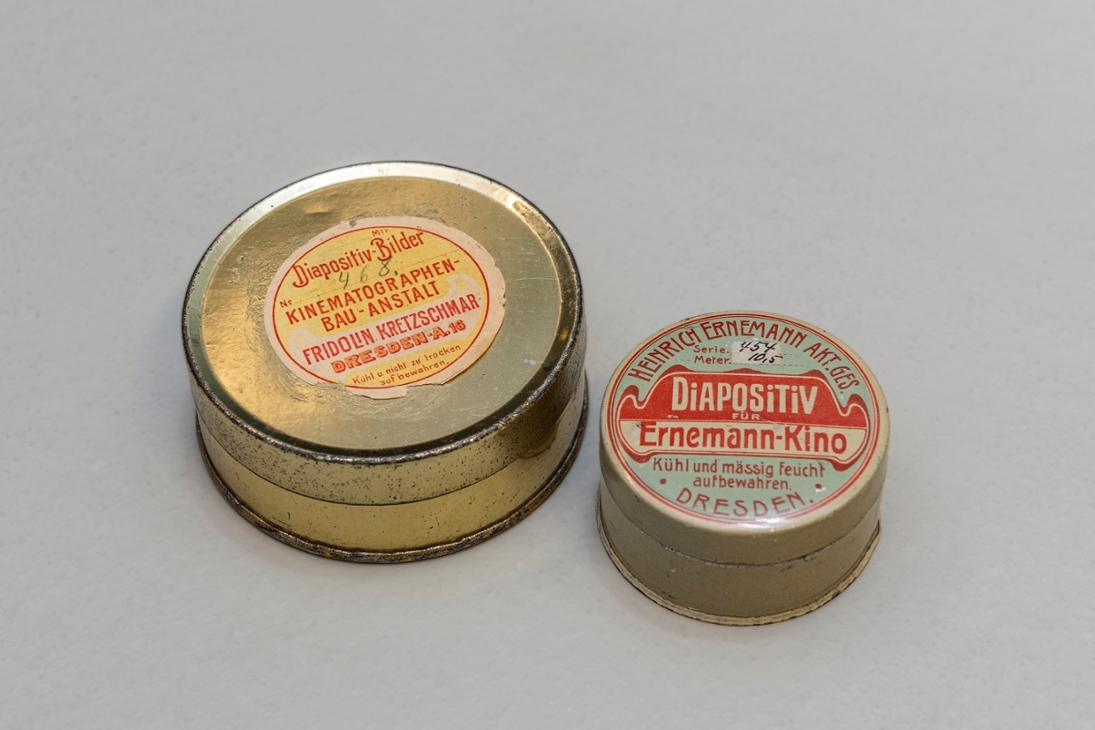 Mtr.
Diapositiv-Bilder
468.
Nr
KINEMATOGRAPHEN-
BAU-ANSTALT
FRIDOLIN KRETZSCHMAR
DRESDEN-A.16
Kühl u nicht zu trocken
aufbewahren.
HEINRICH ERNEMANN AKT. GES.
Serie. 454
Meter. 10,5
DiAPOSiTiV
FÜR
Ernemann-Kino
Kühl und mässig feucht
aufbewahren.
DRESDEN.